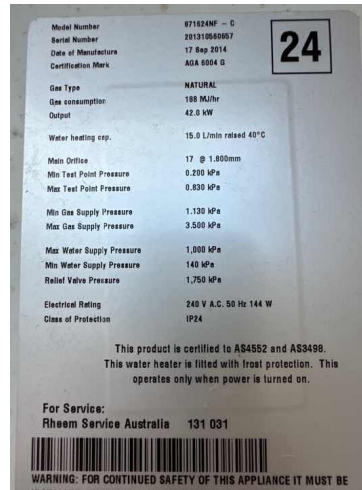 Model Number 871624NF - C
Serial Number 201310560657
Date of Manufacture 17 Sep 2014
Certification Mark AGA 6004 G
24
Gas Type NATURAL
Gas consumption 188 MJ/hr
Output 42.0 kW
Water heating cap. 15.0 L/min raised 40°C
Main Orifice 17 @ 1.800mm
Min Test Point Pressure 0.200 kPa
Max Test Point Pressure 0.830 kPa
Min Gas Supply Pressure 1.130 kPa
Max Gas Supply Pressure 3.500 kPa
Max Water Supply Pressure 1,000 kPa
Min Water Supply Pressure 140 kPa
Relief Valve Pressure 1,750 kPa
Electrical Rating 240 V A.C. 50 Hz 144 W
Class of Protection IP24
This product is certified to AS4552 and AS3498.
This water heater is fitted with frost protection. This
operates only when power is turned on.
For Service:
Rheem Service Australia 131 031
WARNING: FOR CONTINUED SAFETY OF THIS APPLIANCE IT MUST BE